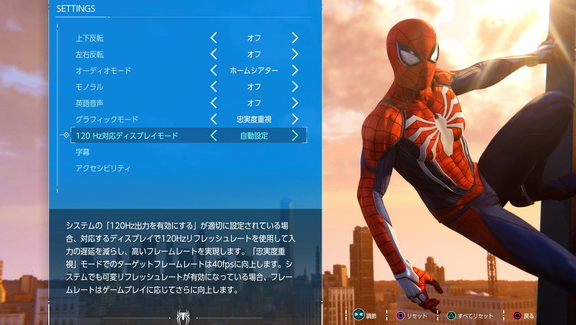 SETTINGS
上下反転 オフ
左右反転 オフ
オーディオモード ホームシアター
モノラル オフ
英語音声 オフ
グラフィックモード 忠実度重視
120 Hz対応ディスプレイモード 自動設定
字幕
アクセシビリティ
システムの「120Hz出力を有効にする」が適切に設定されている場
合、対応するディスプレイで120Hzリフレッシュレートを使用して入
力の遅延を減らし、高いフレームレートを実現します。「忠実度重
視」モードでのターゲットフレームレートは40fpsに向上します。シ
ステムでも可変リフレッシュレートが有効になっている場合、フレー
ムレートはゲームプレイに応じてさらに向上します。
調節 リセット すべてリセット 戻る